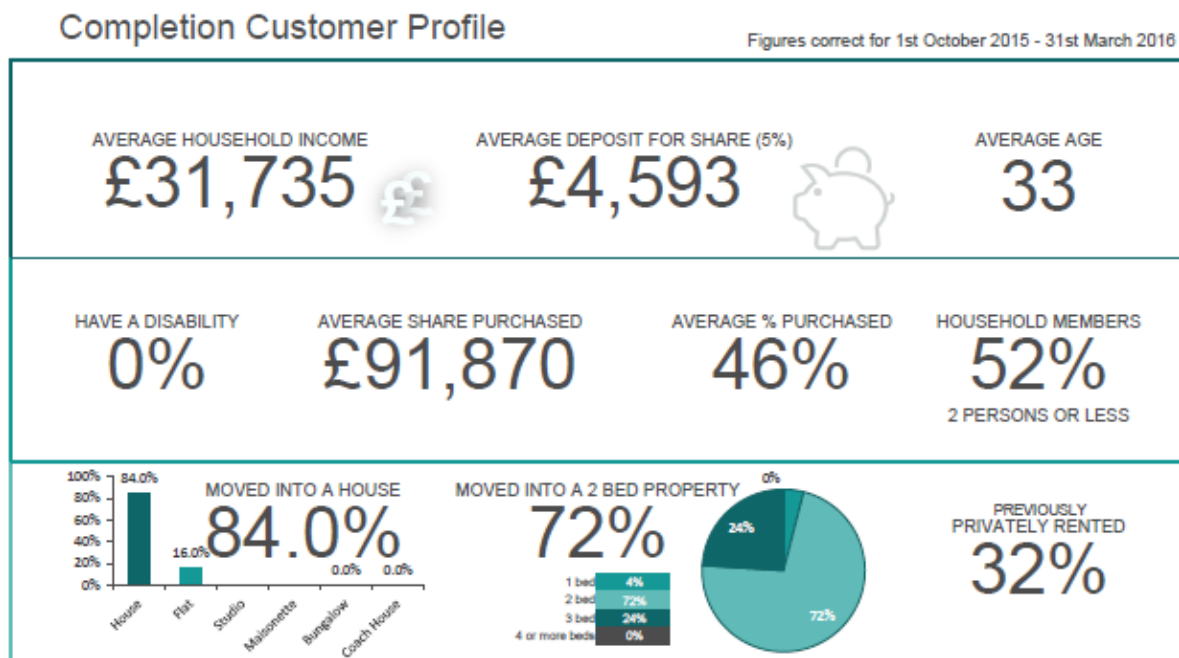 Completion Customer Profile
Figures correct for 1st October 2015 - 31st March 2016
AVERAGE HOUSEHOLD INCOME
£31,735
££
AVERAGE DEPOSIT FOR SHARE (5%)
£4,593
AVERAGE AGE
33
HAVE A DISABILITY
0%
AVERAGE SHARE PURCHASED
£91,870
AVERAGE % PURCHASED
46%
HOUSEHOLD MEMBERS
52%
2 PERSONS OR LESS
100%
80%
60%
40%
20%
0%
84.0%
16.0%
0.0%
0.0%
House
Flat
Studio
Maisonette
Bungalow
Coach House
MOVED INTO A HOUSE
84.0%
MOVED INTO A 2 BED PROPERTY
72%
1 bed 4%
2 bed 72%
3 bed 24%
4 or more beds 0%
0%
24%
72%
PREVIOUSLY
PRIVATELY RENTED
32%